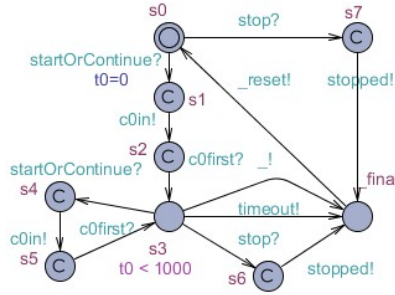 s0
stop?
s7
startOrContinue?
t0=0
_reset!
stopped!
s1
c0in!
s2
c0first?
_!
_fina
startOrContinue?
s4
c0first?
timeout!
c0in!
s5
s3
t0 < 1000
stop?
s6
stopped!
C
C
C
C
C
C